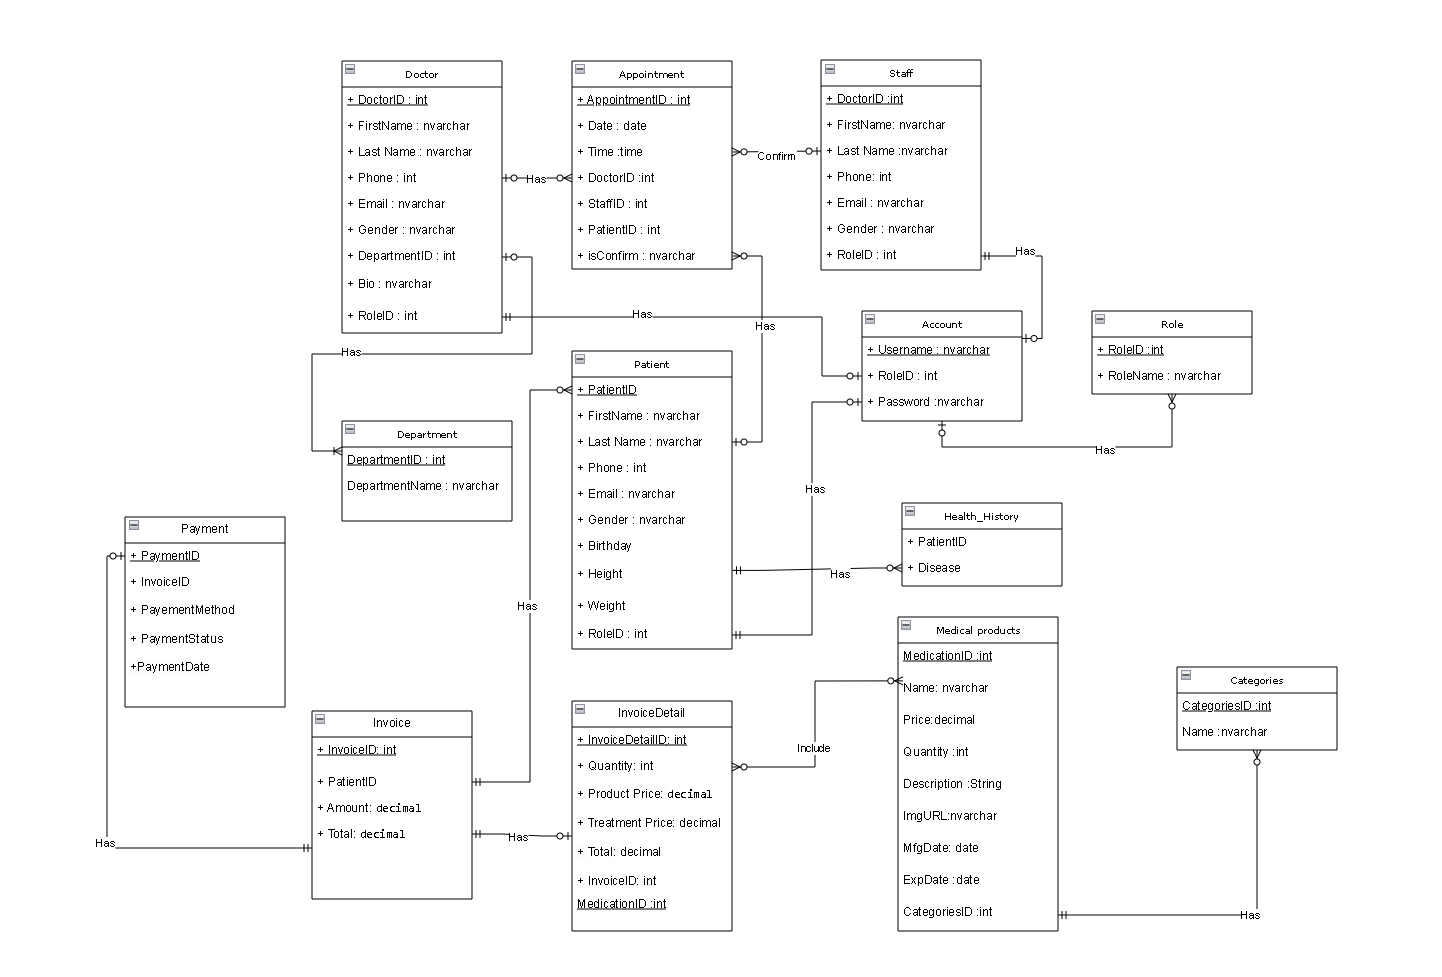 Doctor
+ DoctorID : int
+ FirstName : nvarchar
+ Last Name : nvarchar
+ Phone : int
+ Email : nvarchar
+ Gender : nvarchar
+ DepartmentID : int
+ Bio : nvarchar
+ RoleID : int
Has
Appointment
+ AppointmentID : int
+ Date : date
+ Time :time
+ DoctorID :int
+ StaffID : int
+ PatientID : int
+ isConfirm : nvarchar
Confirm
Staff
+ DoctorID :int
+ FirstName: nvarchar
+ Last Name :nvarchar
+ Phone: int
+ Email : nvarchar
+ Gender : nvarchar
+ RoleID : int
Has
Has
Has
Has
Account
+ Username : nvarchar
+ RoleID : int
+ Password :nvarchar
Role
+ RoleID :int
+ RoleName : nvarchar
Has
Department
DepartmentID : int
DepartmentName : nvarchar
Patient
+ PatientID
+ FirstName : nvarchar
+ Last Name : nvarchar
+ Phone : int
+ Email : nvarchar
+ Gender : nvarchar
+ Birthday
+ Height
+ Weight
+ RoleID : int
Has
Has
Has
Health_History
+ PatientID
+ Disease
Payment
+ PaymentID
+ InvoiceID
+ PayementMethod
+ PaymentStatus
+PaymentDate
Has
Invoice
+ InvoiceID: int
+ PatientID
+ Amount: decimal
+ Total: decimal
Has
InvoiceDetail
+ InvoiceDetailID: int
+ Quantity: int
+ Product Price: decimal
+ Treatment Price: decimal
+ Total: decimal
+ InvoiceID: int
MedicationID :int
Include
Medical products
MedicationID :int
Name: nvarchar
Price:decimal
Quantity :int
Description :String
ImgURL:nvarchar
MfgDate: date
ExpDate :date
CategoriesID :int
Categories
CategoriesID :int
Name :nvarchar
Has